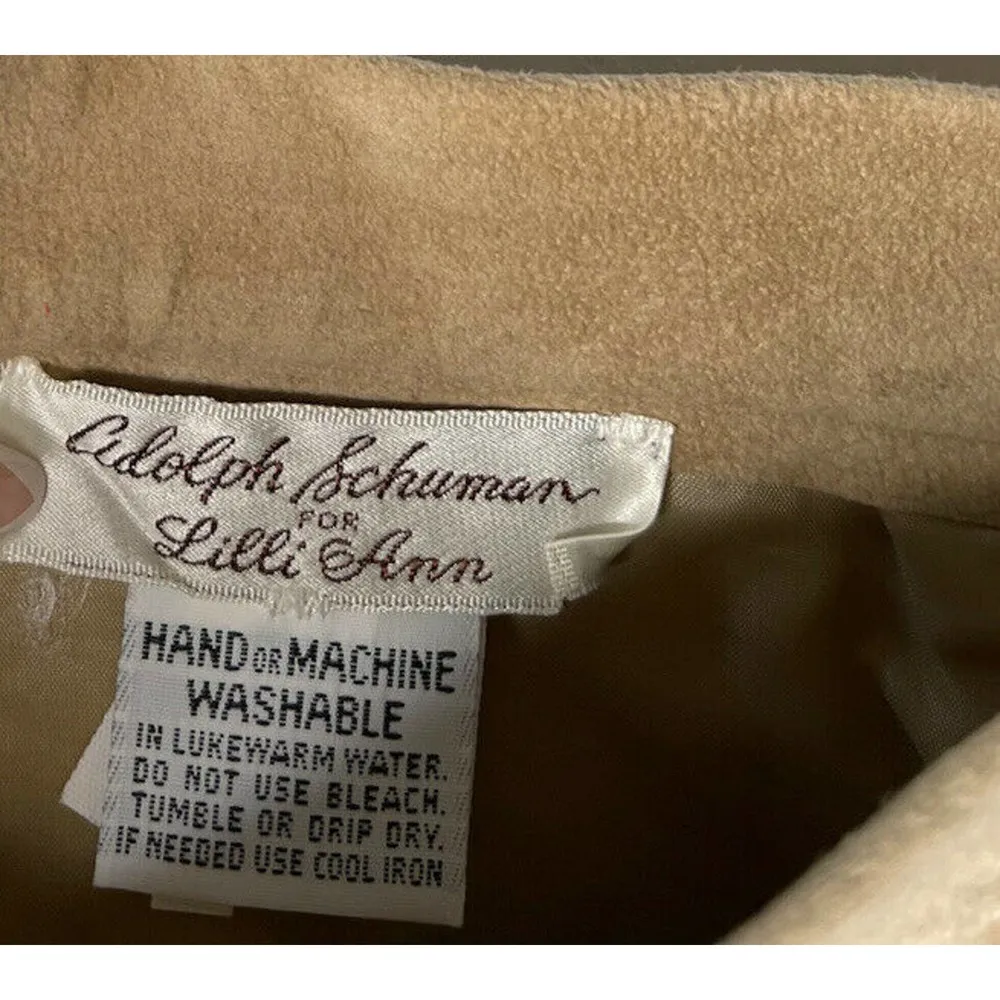 Adolph Schuman
FOR
Lilli Ann
HAND OR MACHINE
WASHABLE
IN LUKEWARM WATER.
DO NOT USE BLEACH.
TUMBLE OR DRIP DRY.
IF NEEDED USE COOL IRON